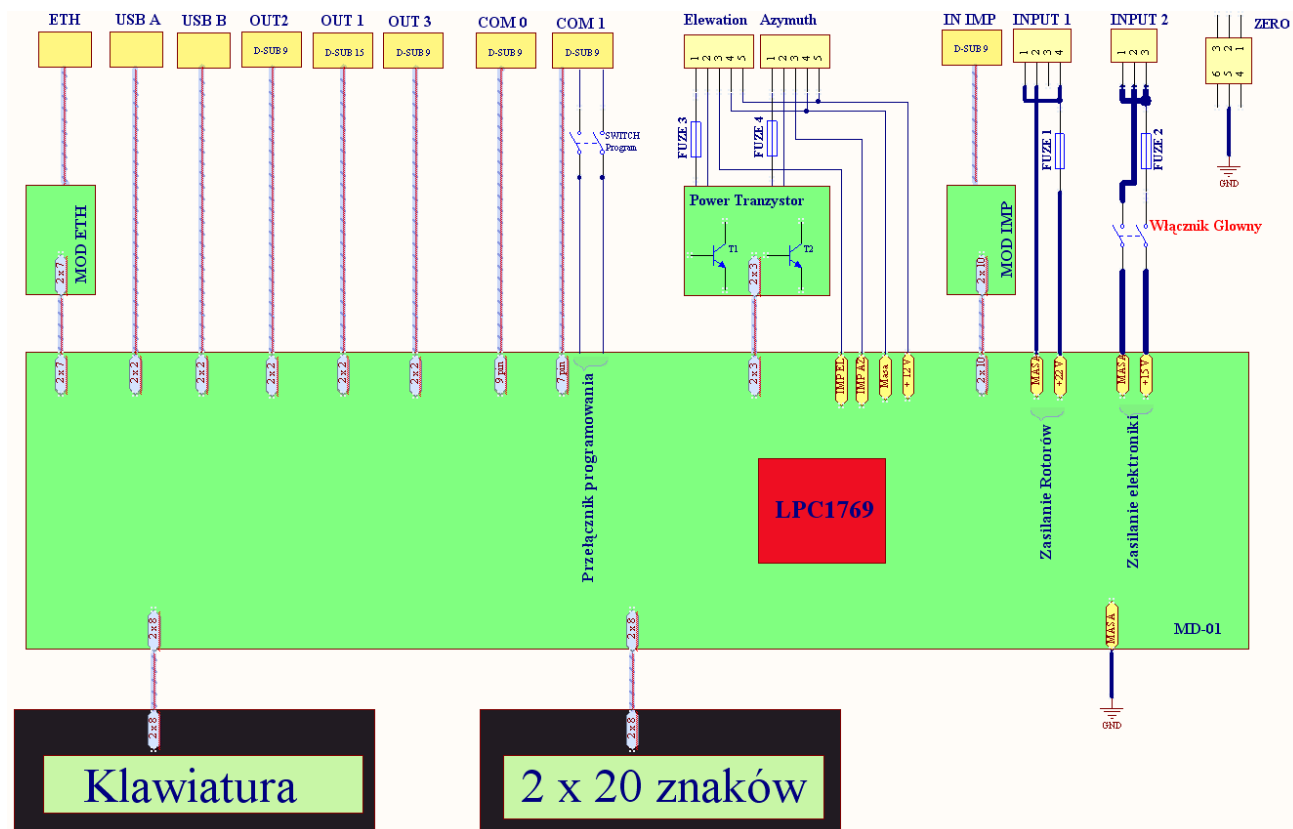 ETH USB A USB B OUT2 OUT 1 OUT 3 COM 0 COM 1 Elewation Azymuth IN IMP INPUT 1 INPUT 2 ZERO
D-SUB 9 D-SUB 15 D-SUB 9 D-SUB 9 D-SUB 9 D-SUB 9
1 2 3 4 5 1 2 3 4 5 1 2 3 4 1 2 3
3 2 1
6 5 4
SWITCH
Program
FUZE 3 FUZE 4 FUZE 1 FUZE 2
GND
MOD ETH
2 x 7
Power Tranzystor
T1 T2
2 x 3
MOD IMP
2 x 10
Włącznik Glowny
2 x 7 2 x 2 2 x 2 2 x 2 2 x 2 2 x 2 9 pin 7 pin 2 x 3 IMP EL IMP AZ Masa + 12 V 2 x 10 MASA +22 V MASA +15 V
Przełącznik programowania
Zasilanie Rotorów
Zasilanie elektroniki
LPC1769
2 x 8 2 x 8 MASA
MD-01
GND
2 x 8 2 x 8
Klawiatura
2 x 20 znaków